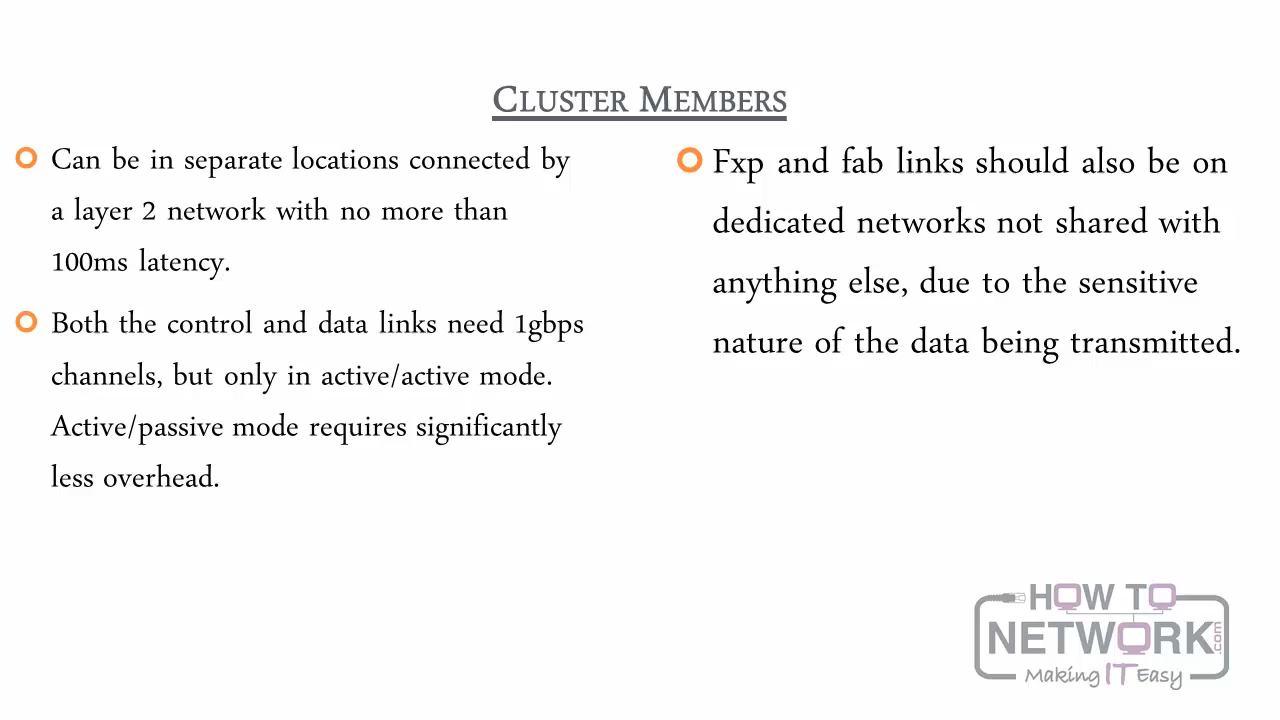 CLUSTER MEMBERS
Can be in separate locations connected by
a layer 2 network with no more than
100ms latency.
Both the control and data links need 1gbps
channels, but only in active/active mode.
Active/passive mode requires significantly
less overhead.
Fxp and fab links should also be on
dedicated networks not shared with
anything else, due to the sensitive
nature of the data being transmitted.
HOW TO
NETWORK.com
Making IT Easy